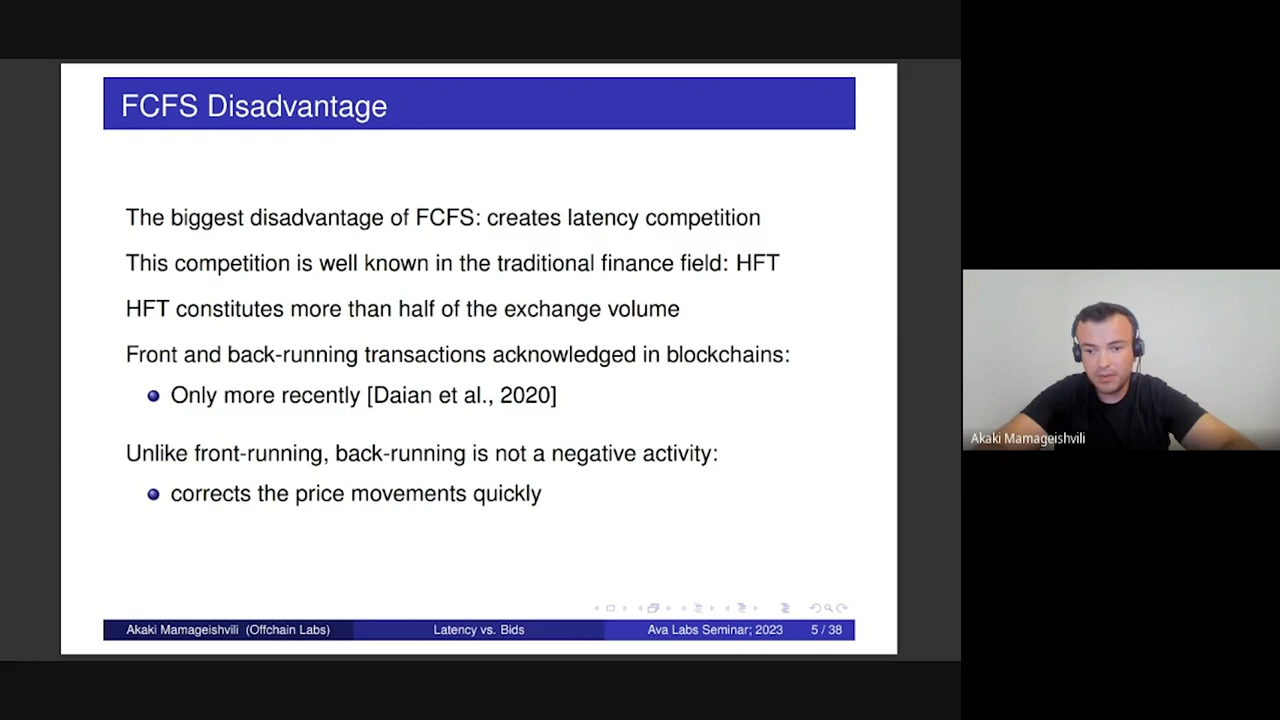 FCFS Disadvantage
The biggest disadvantage of FCFS: creates latency competition
This competition is well known in the traditional finance field: HFT
HFT constitutes more than half of the exchange volume
Front and back-running transactions acknowledged in blockchains:
Only more recently [Daian et al., 2020]
Unlike front-running, back-running is not a negative activity:
corrects the price movements quickly
Akaki Mamageishvili (Offchain Labs) Latency vs. Bids Ava Labs Seminar; 2023 5 / 38
Akaki Mamageishvili